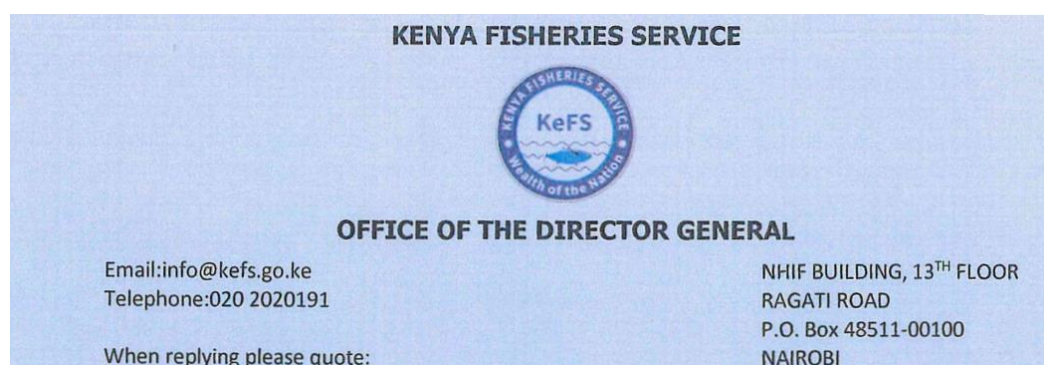 KENYA FISHERIES SERVICE
KENYA FISHERIES SERVICE
KeFS
Wealth of the Nation
OFFICE OF THE DIRECTOR GENERAL
Email:info@kefs.go.ke
Telephone:020 2020191
When replying please quote:
NHIF BUILDING, 13TH FLOOR
RAGATI ROAD
P.O. Box 48511-00100
NAIROBI